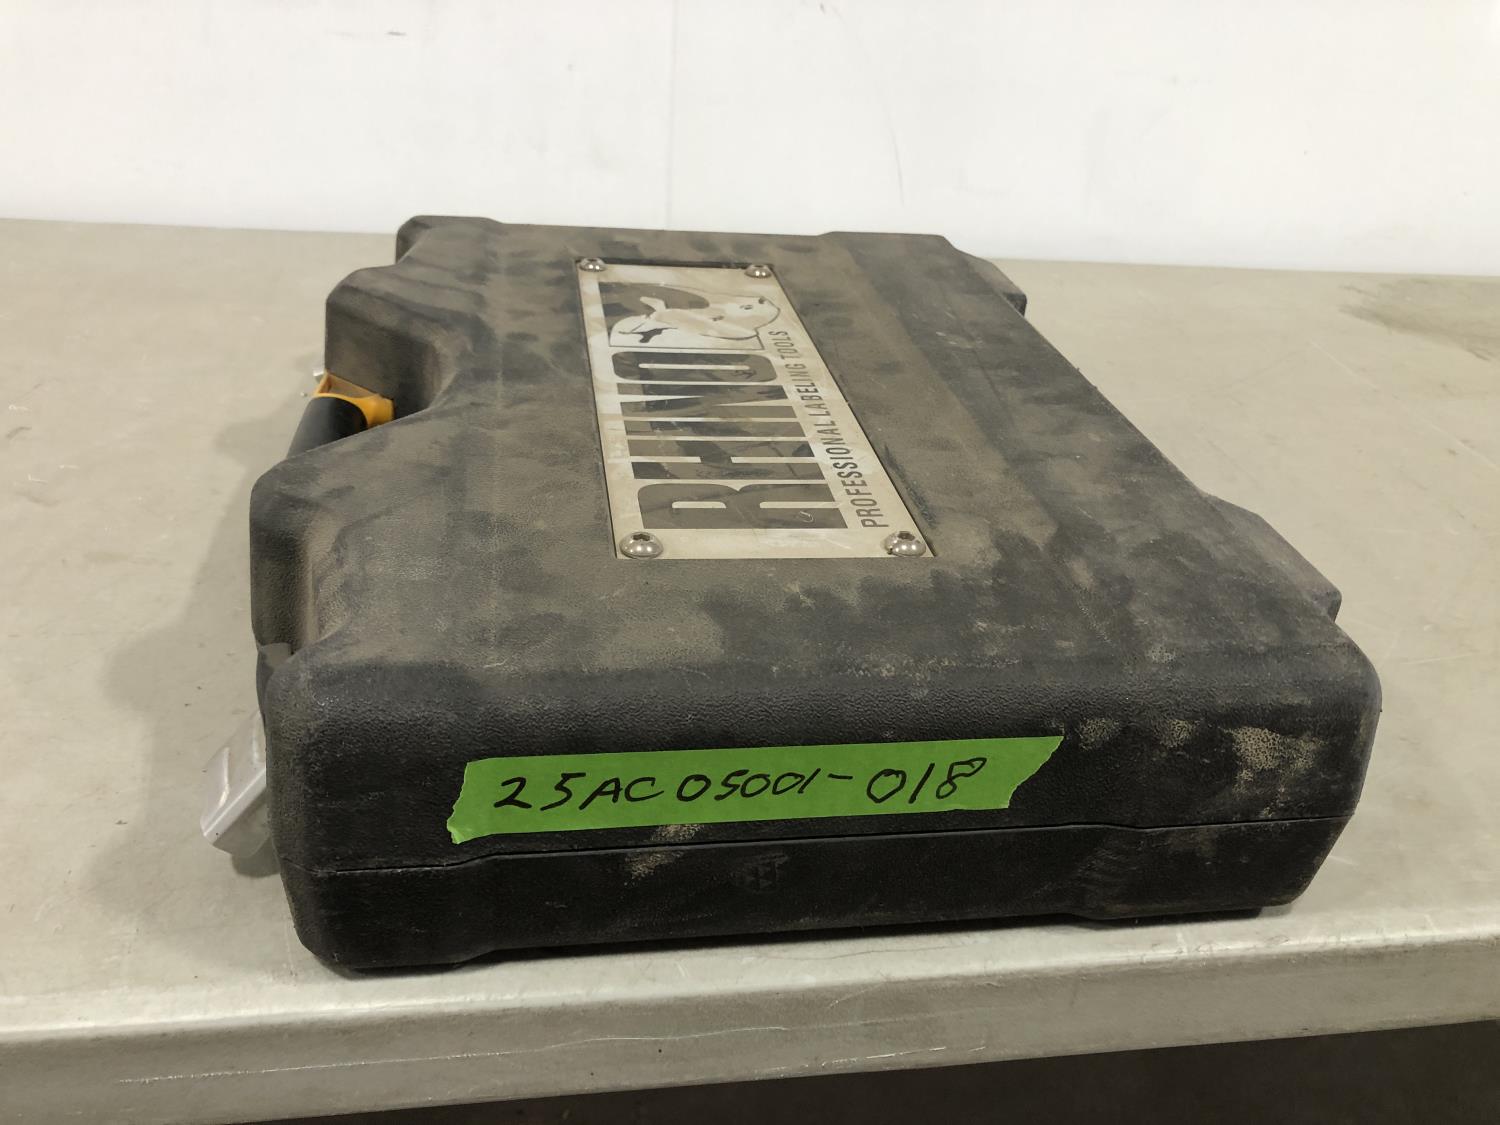 RHINO
PROFESSIONAL LABELING TOOLS
25AC05001-018